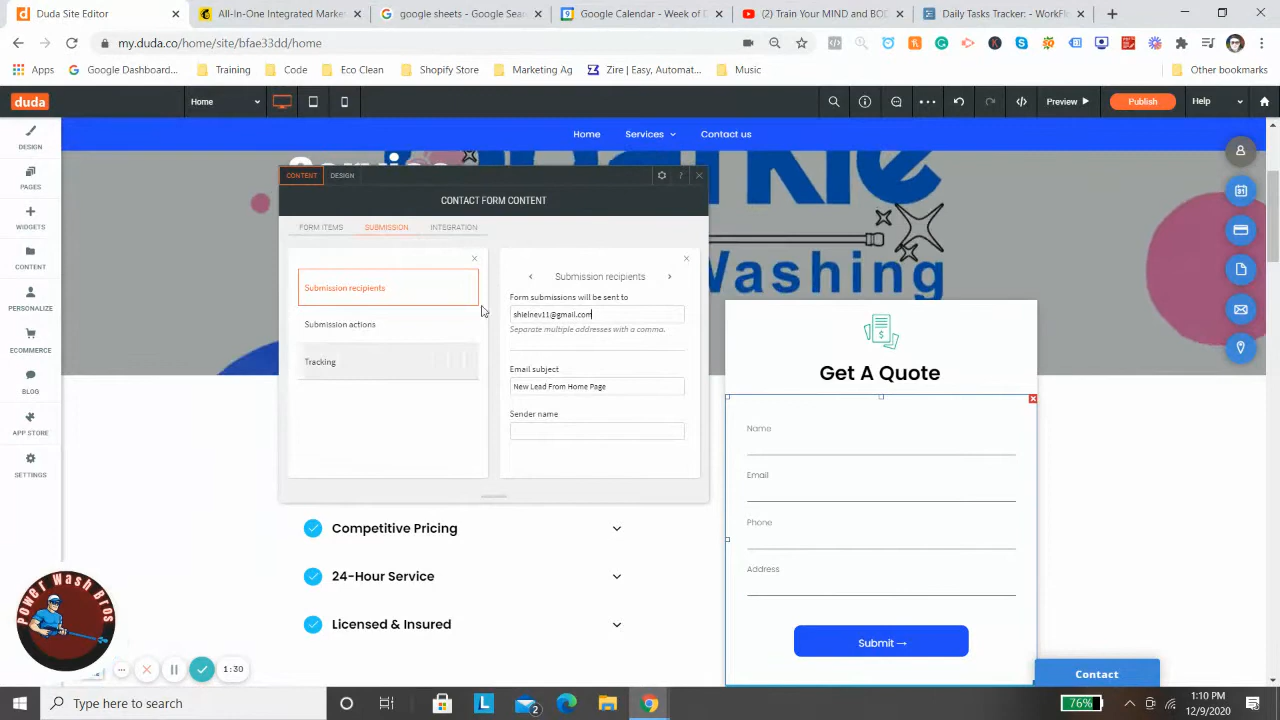 Duda Site Editor
All-In-One Content Market
google sheets - Google Search
Google Calendar - Week of D
(2) Train Your MIND and BO
Daily Tasks Tracker: - WorkFl
my.duda.co/home/site/bfae33dd/home
Apps
Google Dashboard...
Training
Code
Eco Clean
Shopify Store
Marketing Ag
Zire | Easy, Automat...
Music
Other bookmarks
duda
Home
Preview
Publish
Help
DESIGN
PAGES
WIDGETS
CONTENT
PERSONALIZE
ECOMMERCE
BLOG
APP STORE
SETTINGS
Home
Services
Contact us
Washing
CONTENT
DESIGN
CONTACT FORM CONTENT
FORM ITEMS
SUBMISSION
INTEGRATION
Submission recipients
Submission actions
Tracking
Submission recipients
Form submissions will be sent to
shielnev11@gmail.com
Separate multiple addresses with a comma.
Email subject
New Lead From Home Page
Sender name
Get A Quote
Name
Email
Phone
Address
Submit →
Competitive Pricing
24-Hour Service
Licensed & Insured
Contact
Power Wash Bros
1:30
Type here to search
2
76%
1:10 PM
12/9/2020